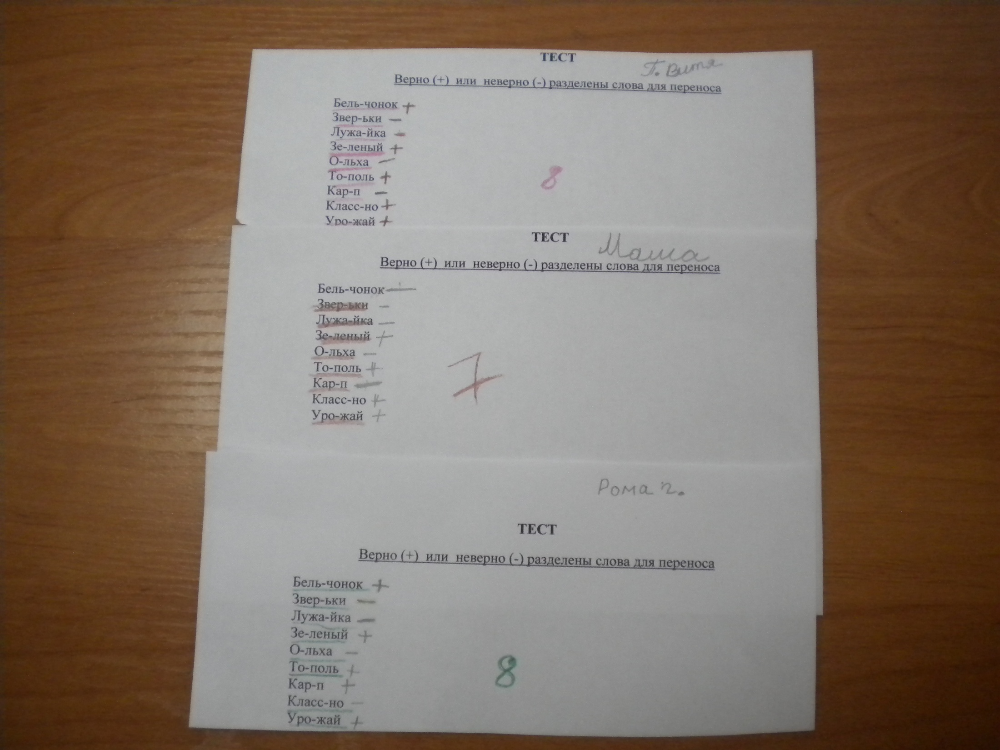 ТЕСТ
П. Витя
Верно (+) или неверно (-) разделены слова для переноса
Бель-чонок +
Звер-ьки –
Лужа-йка –
Зе-леный +
О-льха –
То-поль +
Кар-п –
Класс-но +
Уро-жай +
8
ТЕСТ
Маша
Верно (+) или неверно (-) разделены слова для переноса
Бель-чонок –
Звер-ьки –
Лужа-йка –
Зе-леный +
О-льха –
То-поль +
Кар-п –
Класс-но +
Уро-жай +
7
Рома г.
ТЕСТ
Верно (+) или неверно (-) разделены слова для переноса
Бель-чонок +
Звер-ьки –
Лужа-йка –
Зе-леный +
О-льха –
То-поль +
Кар-п +
Класс-но –
Уро-жай +
8